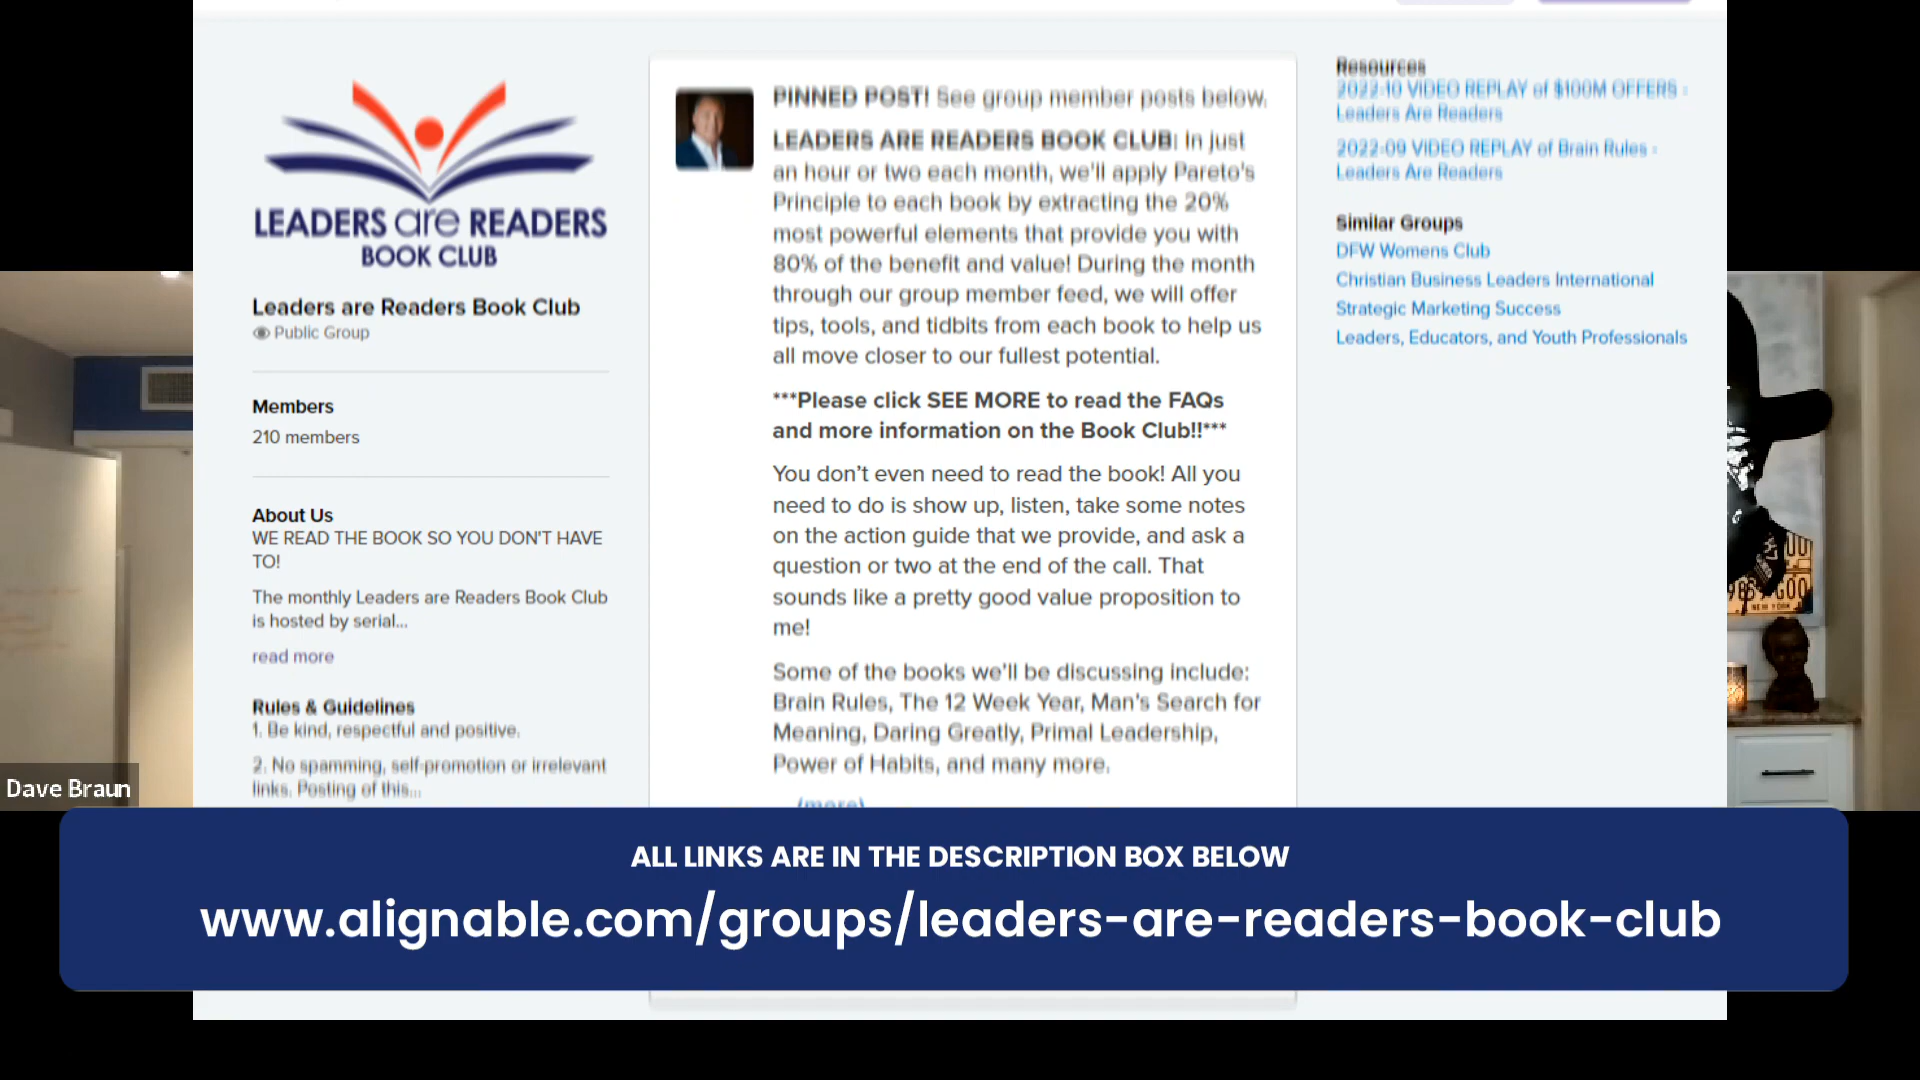 LEADERS are READERS
BOOK CLUB
Leaders are Readers Book Club
Public Group
Members
210 members
About Us
WE READ THE BOOK SO YOU DON'T HAVE
TO!
The monthly Leaders are Readers Book Club
is hosted by serial...
read more
Rules & Guidelines
1. Be kind, respectful and positive.
2. No spamming, self-promotion or irrelevant
links. Posting of this...
PINNED POST! See group member posts below.
LEADERS ARE READERS BOOK CLUB: In just
an hour or two each month, we'll apply Pareto's
Principle to each book by extracting the 20%
most powerful elements that provide you with
80% of the benefit and value! During the month
through our group member feed, we will offer
tips, tools, and tidbits from each book to help us
all move closer to our fullest potential.
***Please click SEE MORE to read the FAQs
and more information on the Book Club!!***
You don't even need to read the book! All you
need to do is show up, listen, take some notes
on the action guide that we provide, and ask a
question or two at the end of the call. That
sounds like a pretty good value proposition to
me!
Some of the books we'll be discussing include:
Brain Rules, The 12 Week Year, Man's Search for
Meaning, Daring Greatly, Primal Leadership,
Power of Habits, and many more.
(more)
Resources
2022-10 VIDEO REPLAY of $100M OFFERS -
Leaders Are Readers
2022-09 VIDEO REPLAY of Brain Rules -
Leaders Are Readers
Similar Groups
DFW Womens Club
Christian Business Leaders International
Strategic Marketing Success
Leaders, Educators, and Youth Professionals
NEW YORK
Dave Braun
ALL LINKS ARE IN THE DESCRIPTION BOX BELOW
www.alignable.com/groups/leaders-are-readers-book-club